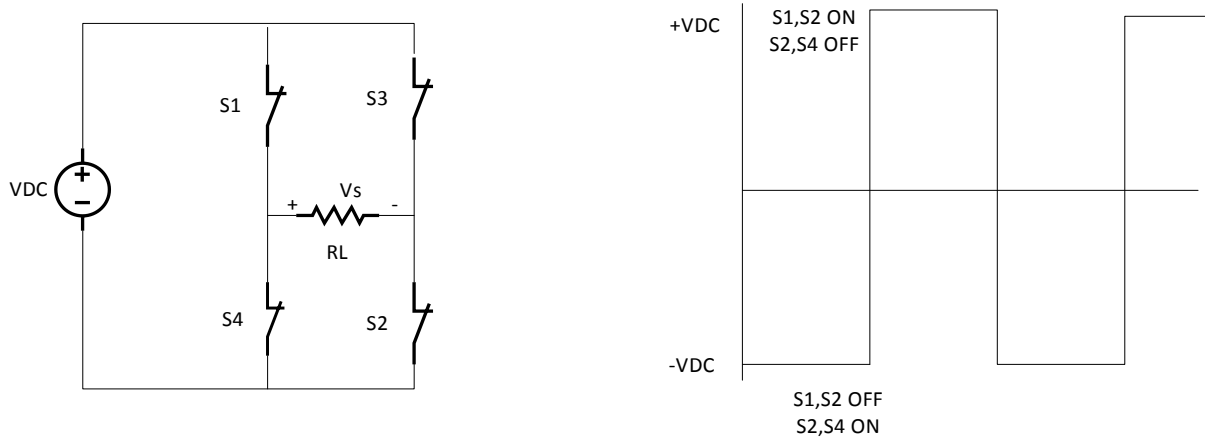 S1
S3
VDC
+
−
Vs
+
-
RL
S4
S2
+VDC
S1,S2 ON
S2,S4 OFF
-VDC
S1,S2 OFF
S2,S4 ON